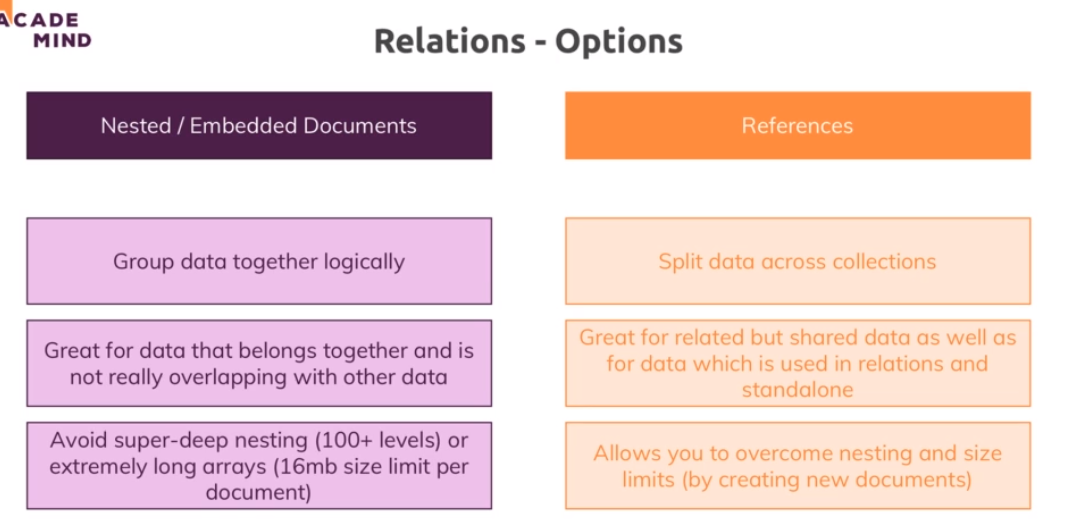 ACADE
MIND
Relations - Options
Nested / Embedded Documents
References
Group data together logically
Split data across collections
Great for data that belongs together and is
not really overlapping with other data
Great for related but shared data as well as
for data which is used in relations and
standalone
Avoid super-deep nesting (100+ levels) or
extremely long arrays (16mb size limit per
document)
Allows you to overcome nesting and size
limits (by creating new documents)